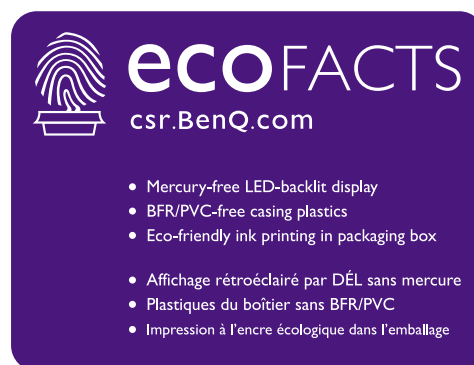 ecoFACTS
csr.BenQ.com
• Mercury-free LED-backlit display
• BFR/PVC-free casing plastics
• Eco-friendly ink printing in packaging box
• Affichage rétroéclairé par DÉL sans mercure
• Plastiques du boîtier sans BFR/PVC
• Impression à l'encre écologique dans l'emballage